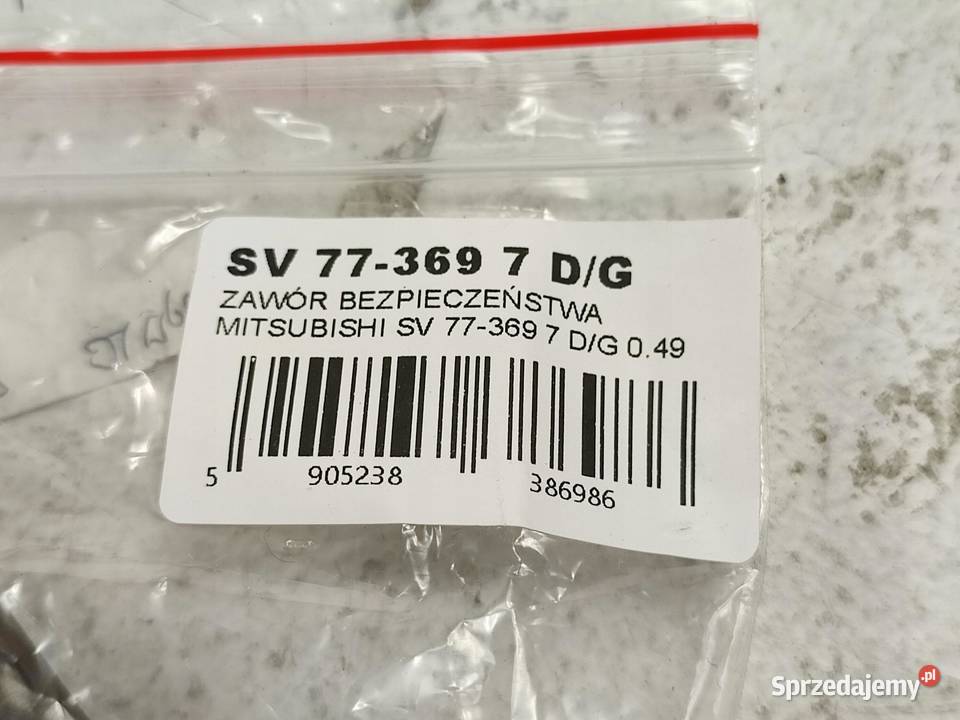 SV 77-369 7 D/G
ZAWÓR BEZPIECZEŃSTWA
MITSUBISHI SV 77-369 7 D/G 0.49
5 905238 386986
Sprzedajemy.pl